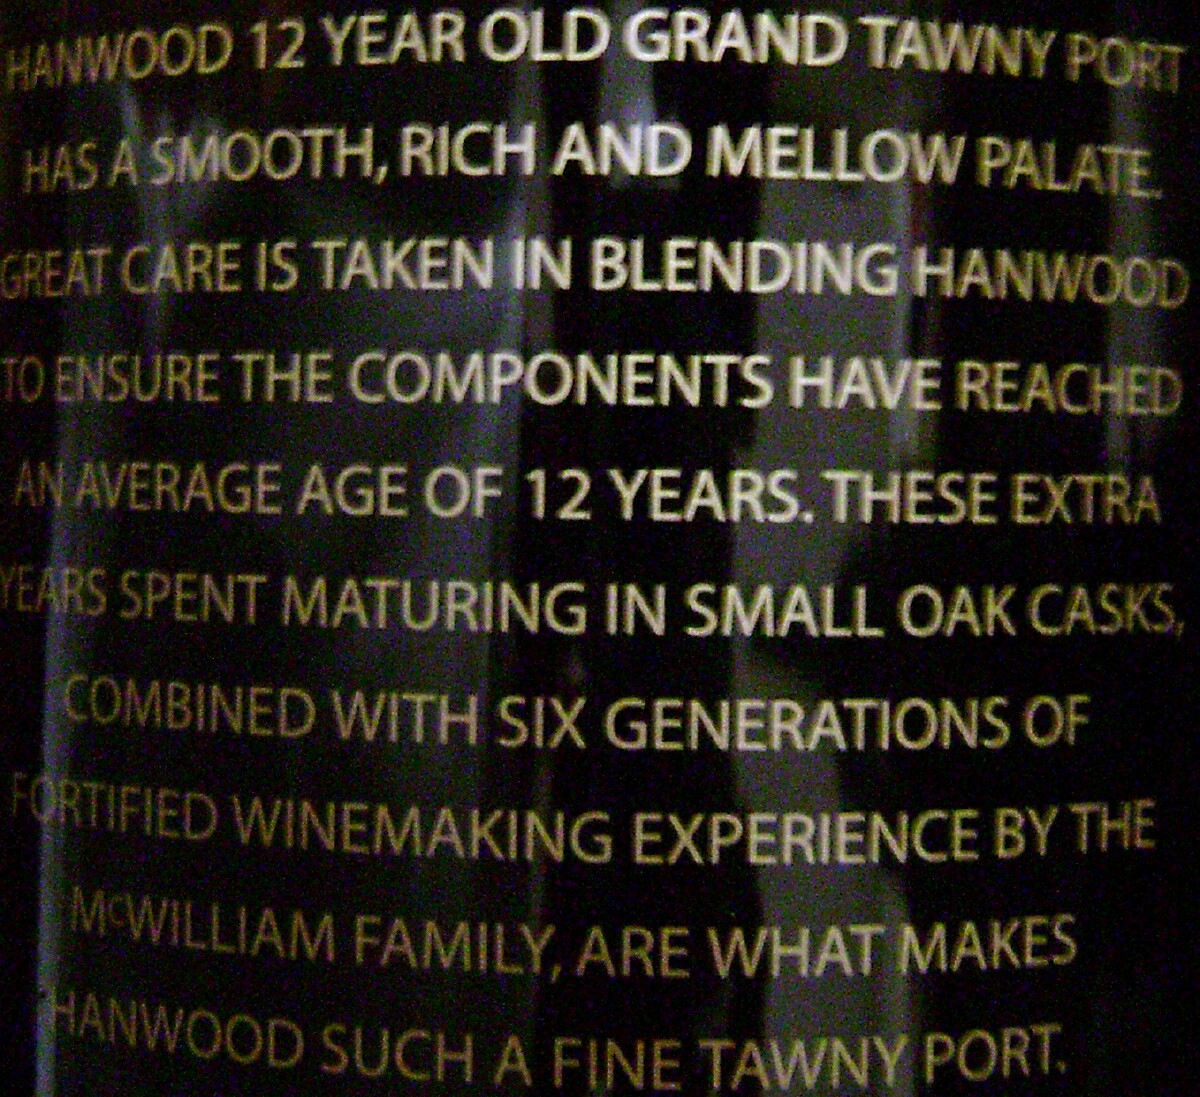 HANWOOD 12 YEAR OLD GRAND TAWNY PORT
HAS A SMOOTH, RICH AND MELLOW PALATE.
GREAT CARE IS TAKEN IN BLENDING HANWOOD
TO ENSURE THE COMPONENTS HAVE REACHED
AN AVERAGE AGE OF 12 YEARS. THESE EXTRA
YEARS SPENT MATURING IN SMALL OAK CASKS,
COMBINED WITH SIX GENERATIONS OF
FORTIFIED WINEMAKING EXPERIENCE BY THE
McWILLIAM FAMILY, ARE WHAT MAKES
HANWOOD SUCH A FINE TAWNY PORT.